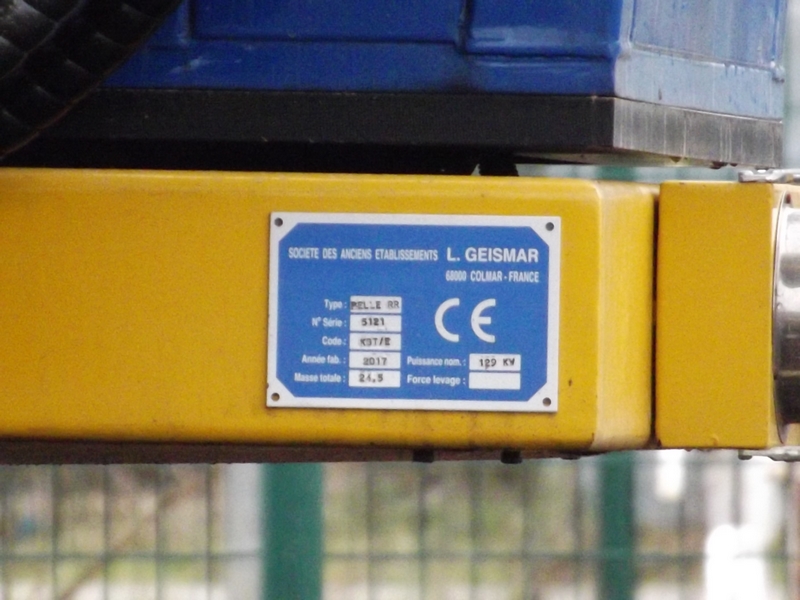 SOCIETE DES ANCIENS ETABLISSEMENTS L. GEISMAR
68000 COLMAR - FRANCE
Type : PELLE RR
N° Série : 5121
Code : KGT/E
Année fab. : 2017 Puissance nom. : 129 KW
Masse totale : 24,5 Force levage :
CE